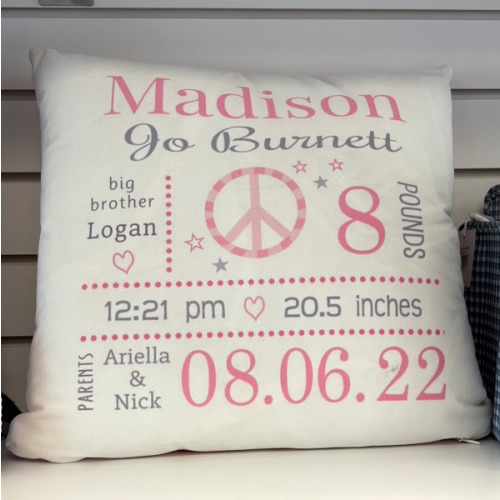 Madison
Jo Burnett
big
brother
Logan
8
POUNDS
12:21 pm 20.5 inches
PARENTS
Ariella
&
Nick
08.06.22